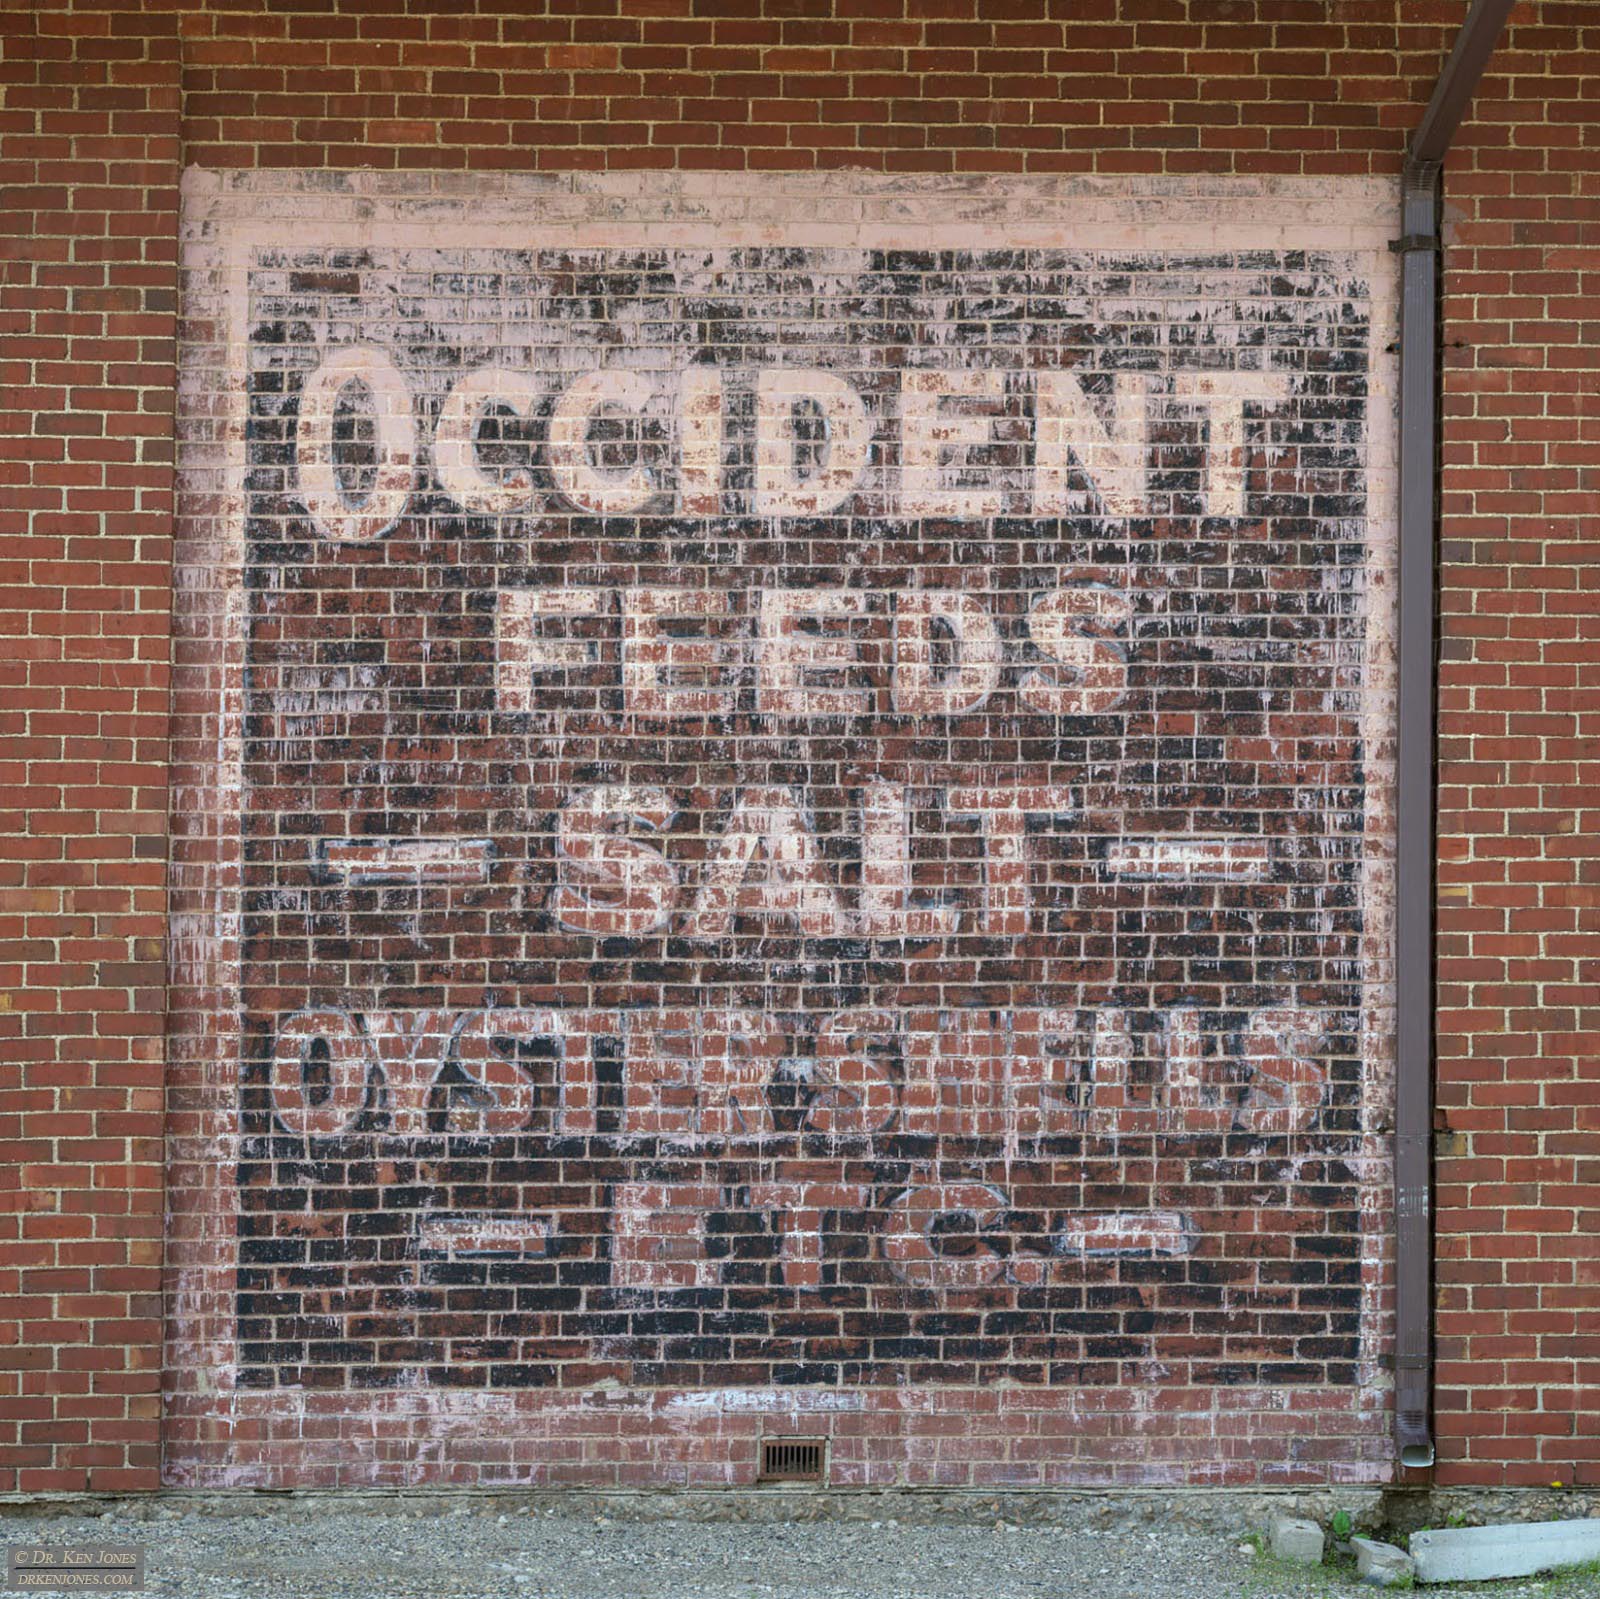 OCCIDENT
FEEDS
- SALT -
OYSTER SHELLS
- ETC. -
© DR. KEN JONES
DRKENJONES.COM